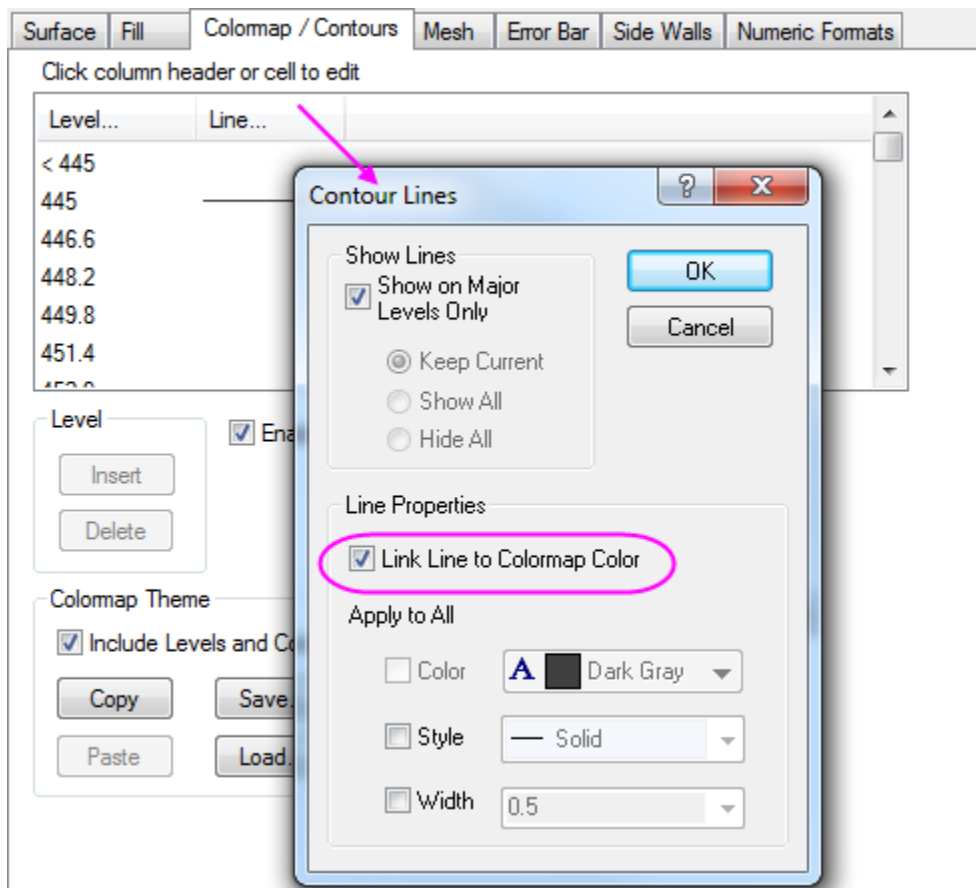 Surface Fill Colormap / Contours Mesh Error Bar Side Walls Numeric Formats
Click column header or cell to edit
Level... Line...
< 445
445
446.6
448.2
449.8
451.4
Level
Insert
Delete
Colormap Theme
Include Levels and
Copy Save.
Paste Load.
Contour Lines
Show Lines
Show on Major
Levels Only
Keep Current
Show All
Hide All
OK
Cancel
Line Properties
Link Line to Colormap Color
Apply to All
Color A Dark Gray
Style Solid
Width 0.5